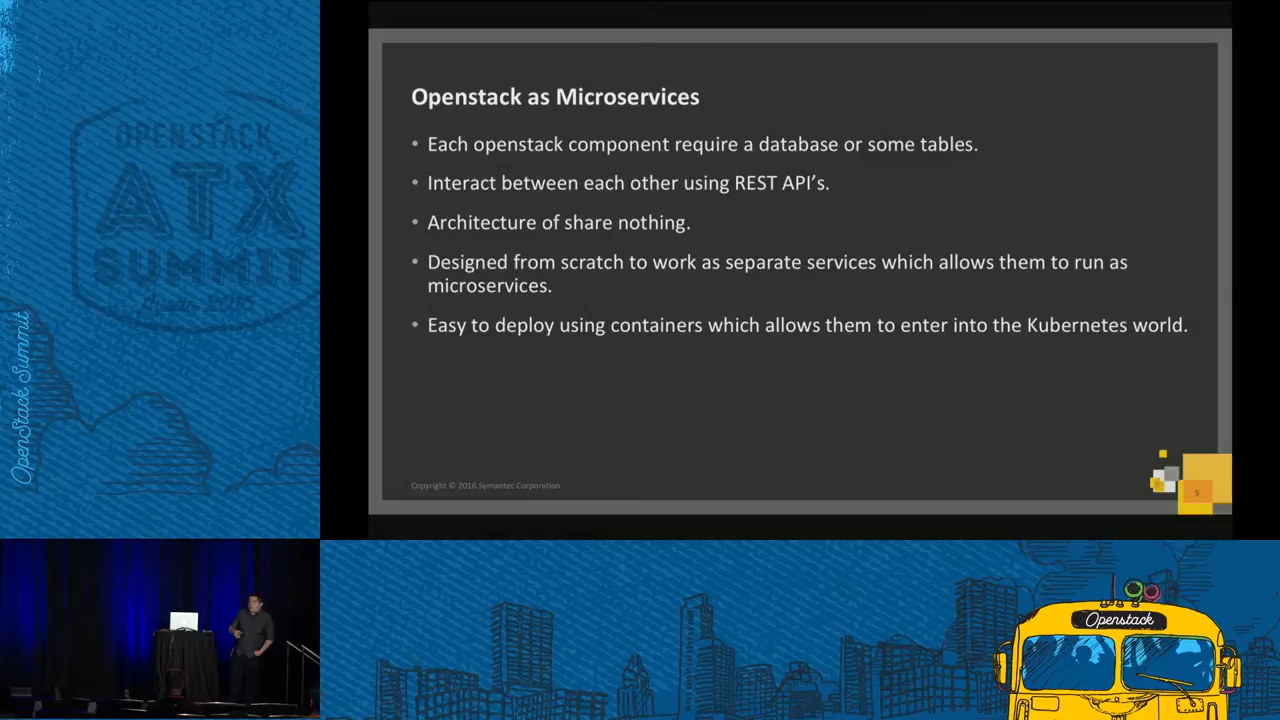 OPENSTACK
ATX
SUMMIT
Austin 2016
OpenStack Summit
Openstack as Microservices
• Each openstack component require a database or some tables.
• Interact between each other using REST API’s.
• Architecture of share nothing.
• Designed from scratch to work as separate services which allows them to run as
microservices.
• Easy to deploy using containers which allows them to enter into the Kubernetes world.
Copyright © 2016 Symantec Corporation
5
Openstack